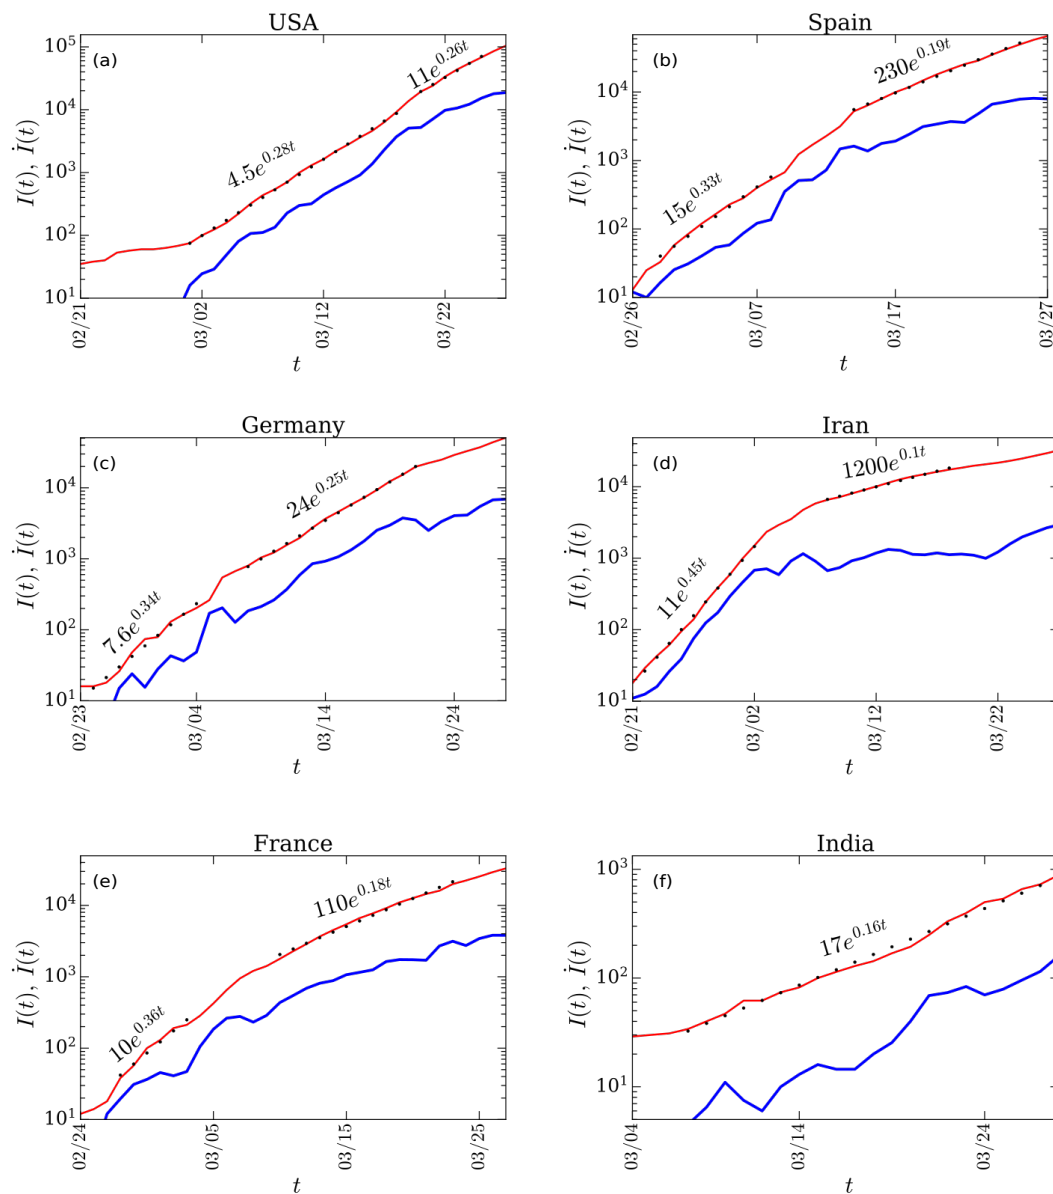 USA
(a)
10^5
10^4
10^3
10^2
10^1
I(t), İ(t)
4.5e^{0.28t}
11e^{0.26t}
02/21
03/02
03/12
03/22
t
Spain
(b)
10^4
10^3
10^2
10^1
I(t), İ(t)
15e^{0.33t}
230e^{0.19t}
02/26
03/07
03/17
03/27
t
Germany
(c)
10^4
10^3
10^2
10^1
I(t), İ(t)
7.6e^{0.34t}
24e^{0.25t}
02/23
03/04
03/14
03/24
t
Iran
(d)
10^4
10^3
10^2
10^1
I(t), İ(t)
11e^{0.45t}
1200e^{0.1t}
02/21
03/02
03/12
03/22
t
France
(e)
10^4
10^3
10^2
10^1
I(t), İ(t)
10e^{0.36t}
110e^{0.18t}
02/24
03/05
03/15
03/25
t
India
(f)
10^3
10^2
10^1
I(t), İ(t)
17e^{0.16t}
03/04
03/14
03/24
t